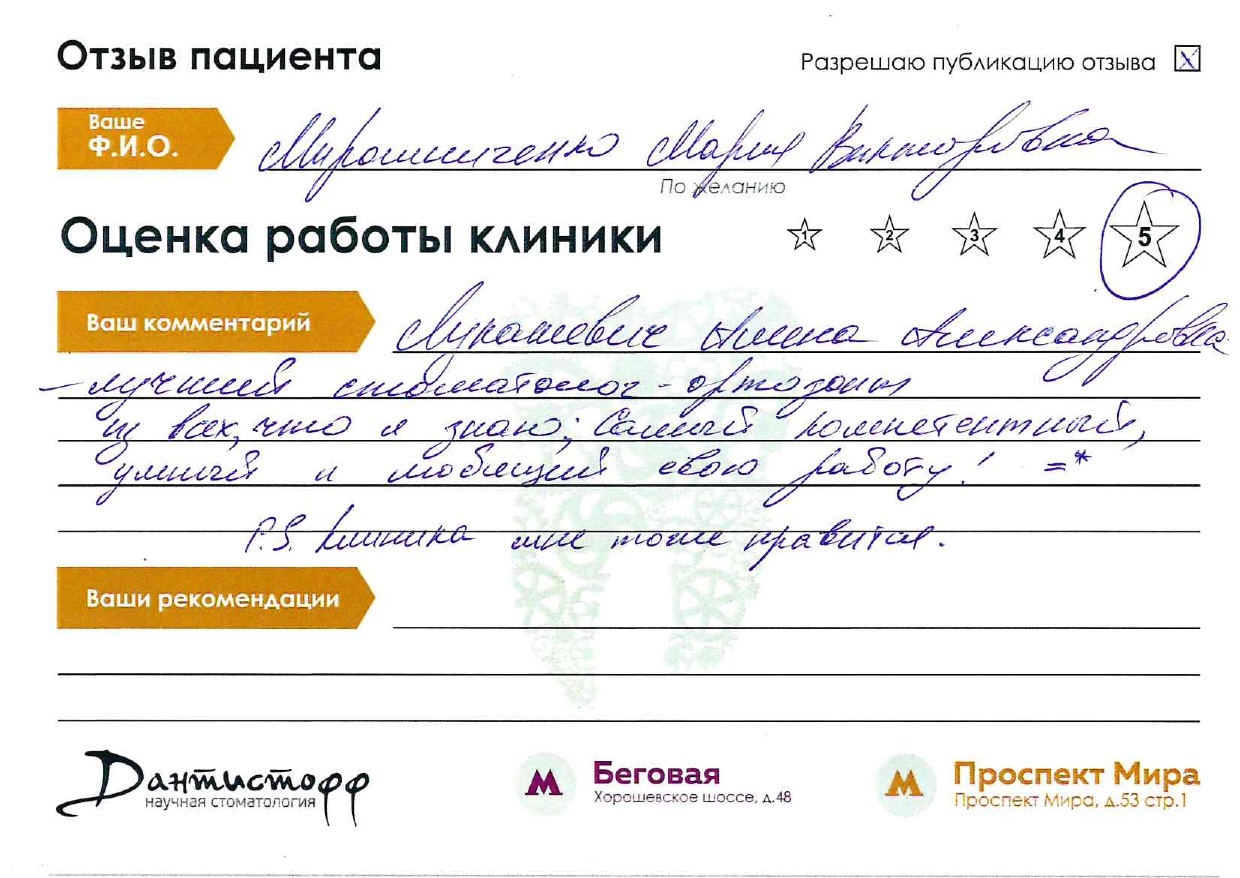 Отзыв пациента
Разрешаю публикацию отзыва X
Ваше
Ф.И.О.
Мирошниченко Мария Викторовна
По желанию
Оценка работы клиники
1 2 3 4 5
Ваш комментарий
Лукашевич Алина Александровна
– лучший стоматолог - ортодонт
из всех, что я знаю; Самый компетентный,
умный и любящий свою работу! =*
P.S. Клиника мне тоже нравится.
Ваши рекомендации
Дантистофф
научная стоматология
М Беговая
Хорошевское шоссе, д.48
М Проспект Мира
Проспект Мира, д.53 стр.1